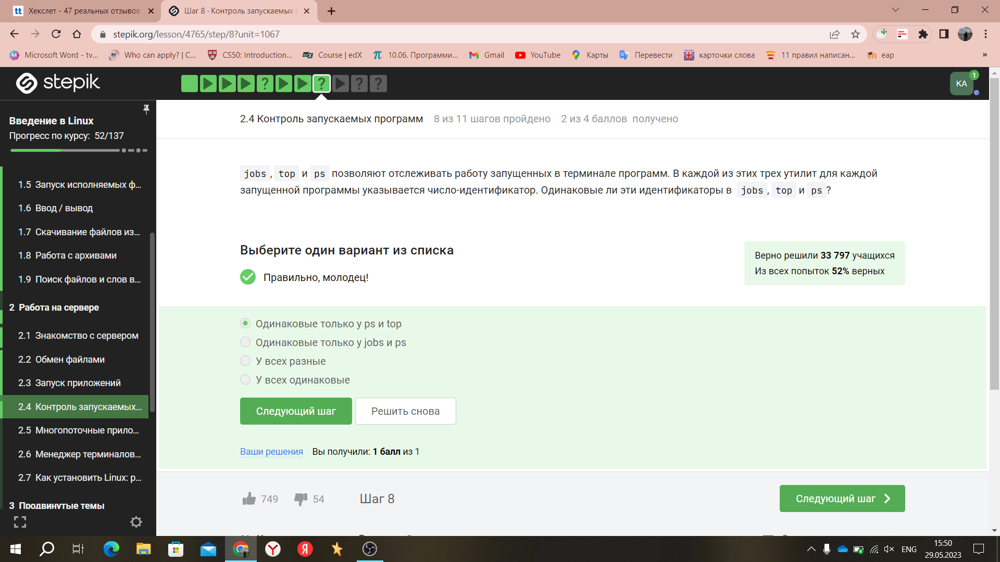 Хекслет - 47 реальных отзывов
Шаг 8 · Контроль запускаемых п
stepik.org/lesson/4765/step/8?unit=1067
Microsoft Word - tv...
Who can apply? | C...
CS50: Introduction...
edX
Course | edX
10.06. Программи...
Gmail
YouTube
Карты
Перевести
карточки слова
11 правил написан...
eap
»
stepik
KA
1
Введение в Linux
Прогресс по курсу: 52/137
1.5 Запуск исполняемых ф...
1.6 Ввод / вывод
1.7 Скачивание файлов из...
1.8 Работа с архивами
1.9 Поиск файлов и слов в...
2 Работа на сервере
2.1 Знакомство с сервером
2.2 Обмен файлами
2.3 Запуск приложений
2.4 Контроль запускаемых...
2.5 Многопоточные прило...
2.6 Менеджер терминалов...
2.7 Как установить Linux: р...
3 Продвинутые темы
2.4 Контроль запускаемых программ 8 из 11 шагов пройдено 2 из 4 баллов получено
jobs, top и ps позволяют отслеживать работу запущенных в терминале программ. В каждой из этих трех утилит для каждой
запущенной программы указывается число-идентификатор. Одинаковые ли эти идентификаторы в jobs, top и ps?
Выберите один вариант из списка
Правильно, молодец!
Верно решили 33 797 учащихся
Из всех попыток 52% верных
Одинаковые только у ps и top
Одинаковые только у jobs и ps
У всех разные
У всех одинаковые
Следующий шаг
Решить снова
Ваши решения Вы получили: 1 балл из 1
749
54
Шаг 8
Следующий шаг
ENG
15:50
29.05.2023